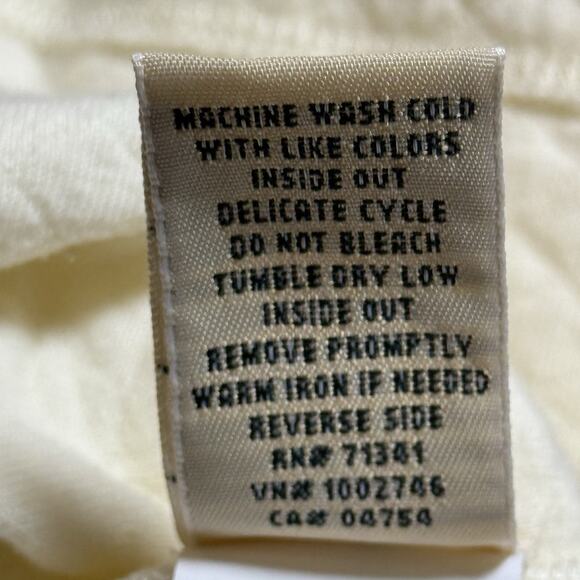 MACHINE WASH COLD
WITH LIKE COLORS
INSIDE OUT
DELICATE CYCLE
DO NOT BLEACH
TUMBLE DRY LOW
INSIDE OUT
REMOVE PROMPTLY
WARM IRON IF NEEDED
REVERSE SIDE
RN# 71341
VN# 1002746
CA# 04754